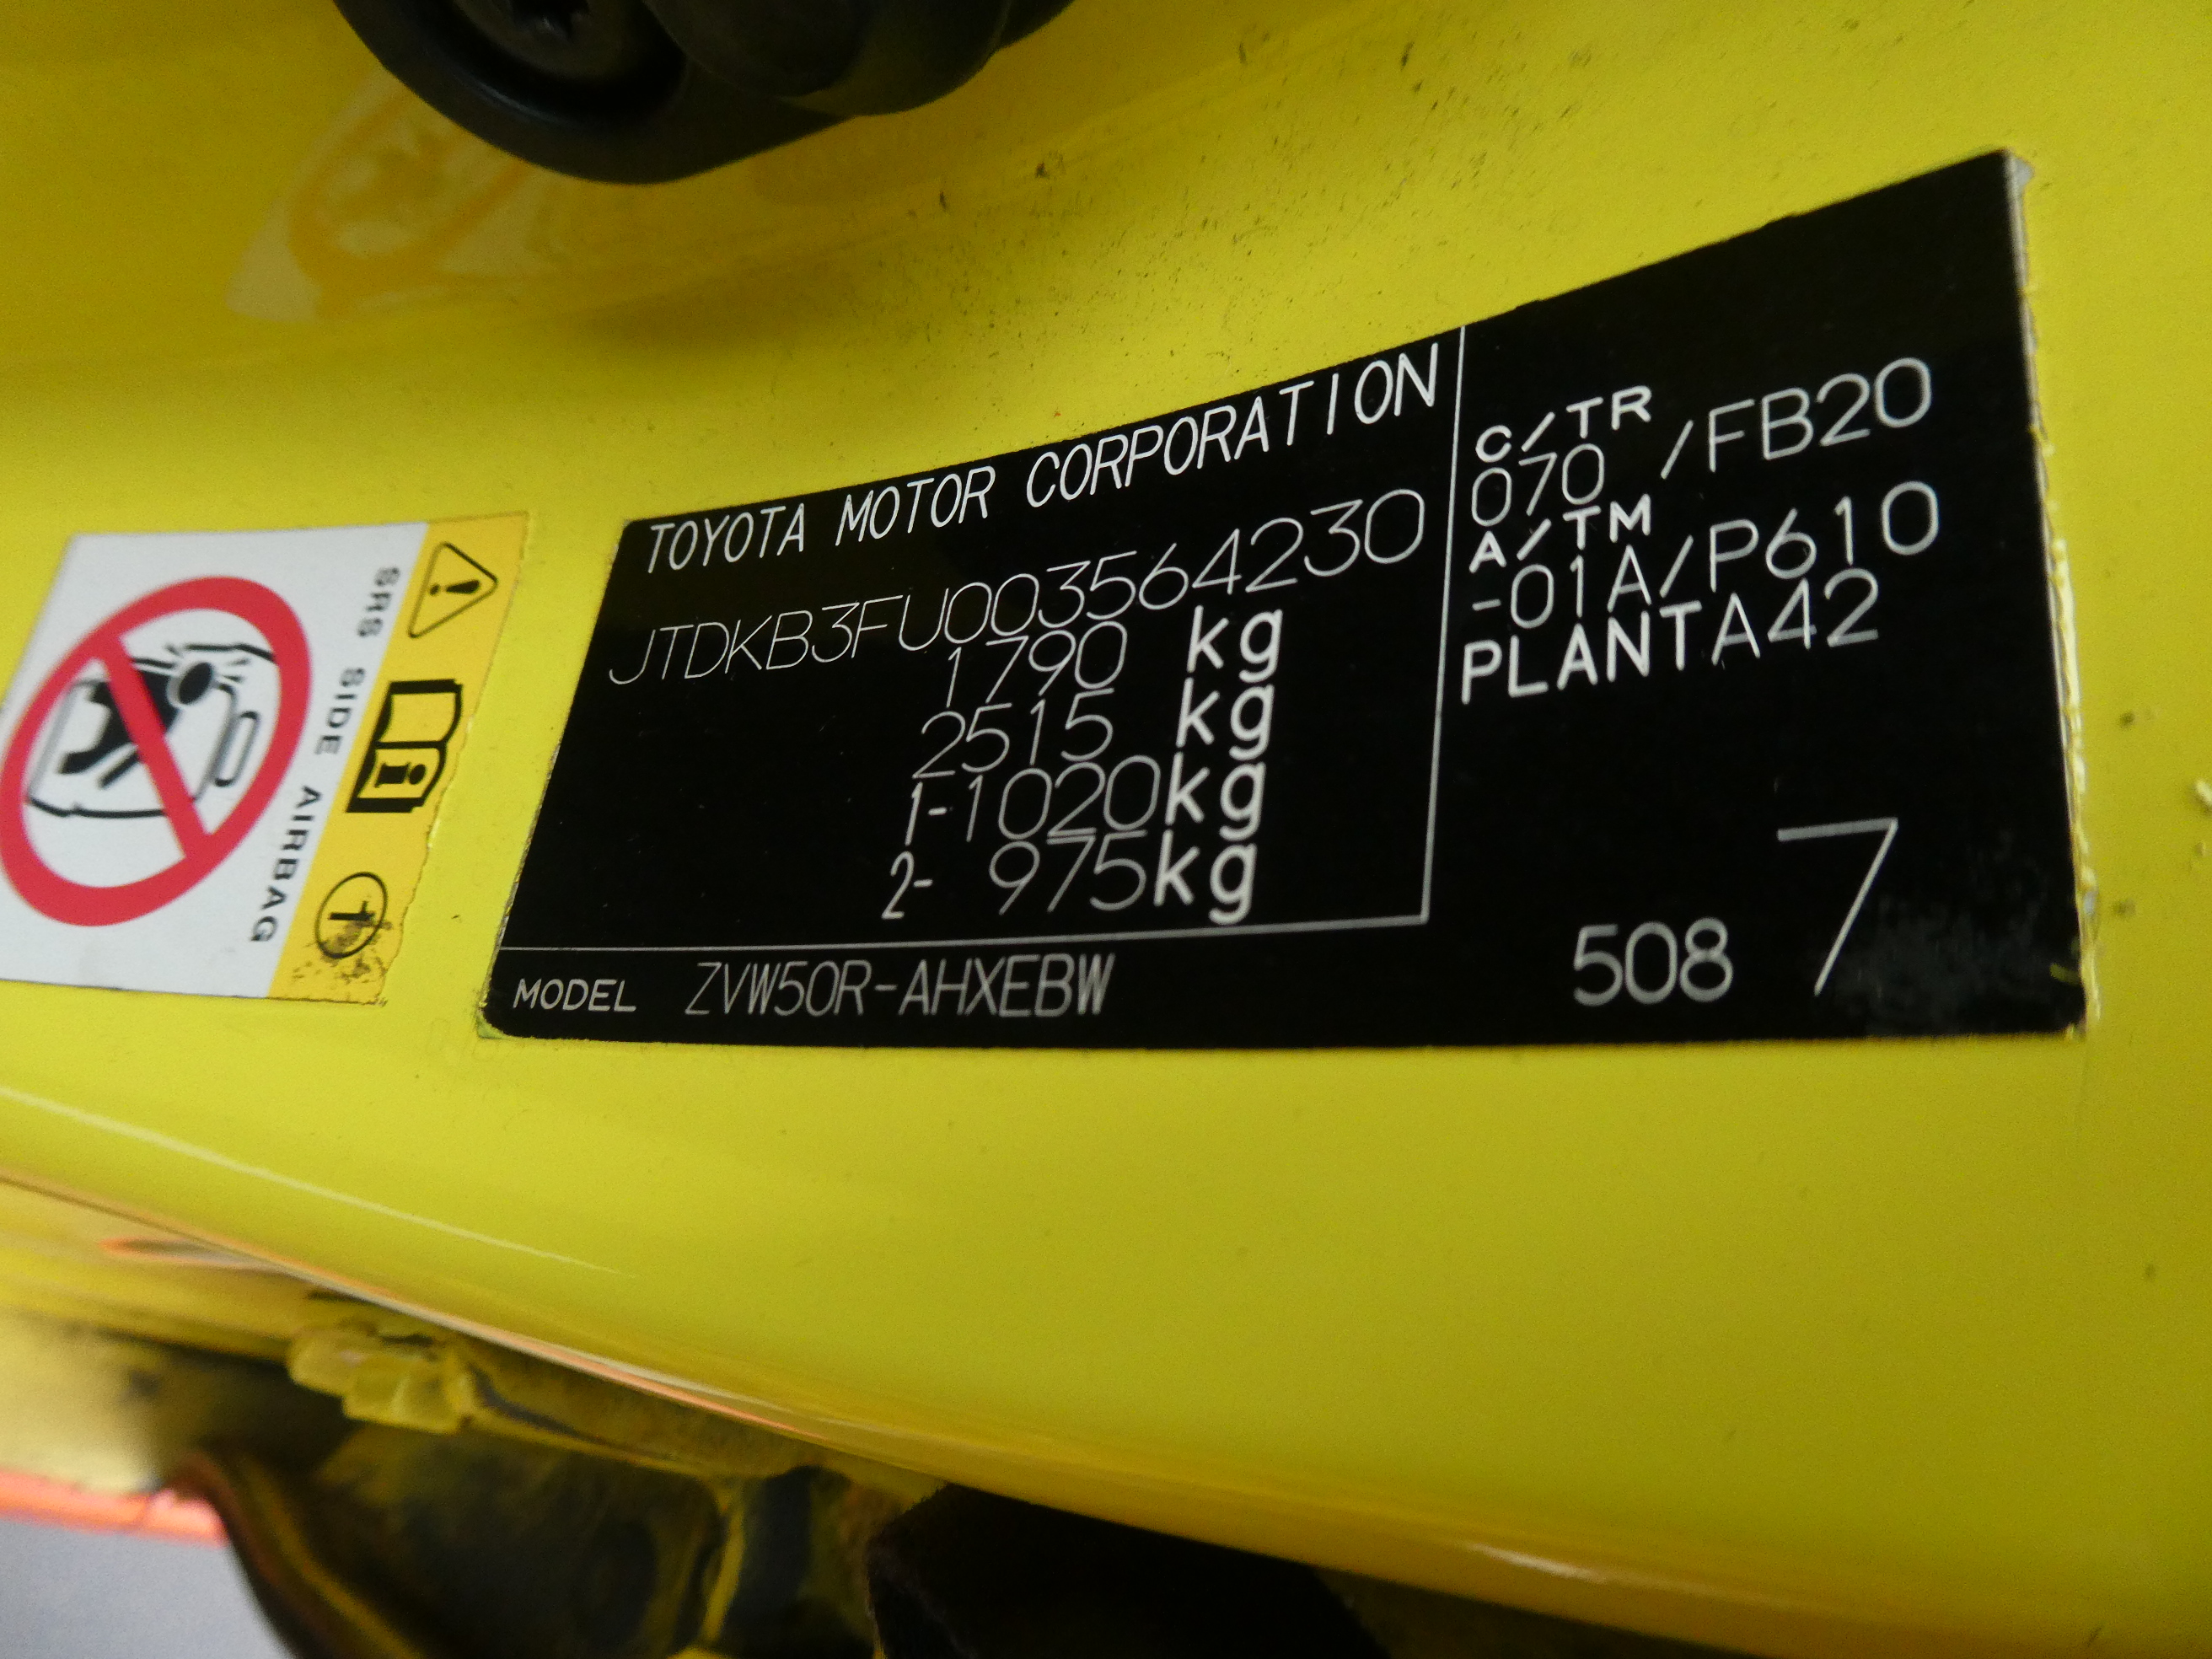 SRS SIDE AIRBAG
TOYOTA MOTOR CORPORATION
JTDKB3FU003564230
1790 kg
2515 kg
1-1020kg
2- 975kg
MODEL ZVW50R-AHXEBW
C/TR
070 /FB20
A/TM
-01A/P610
PLANTA42
508 7